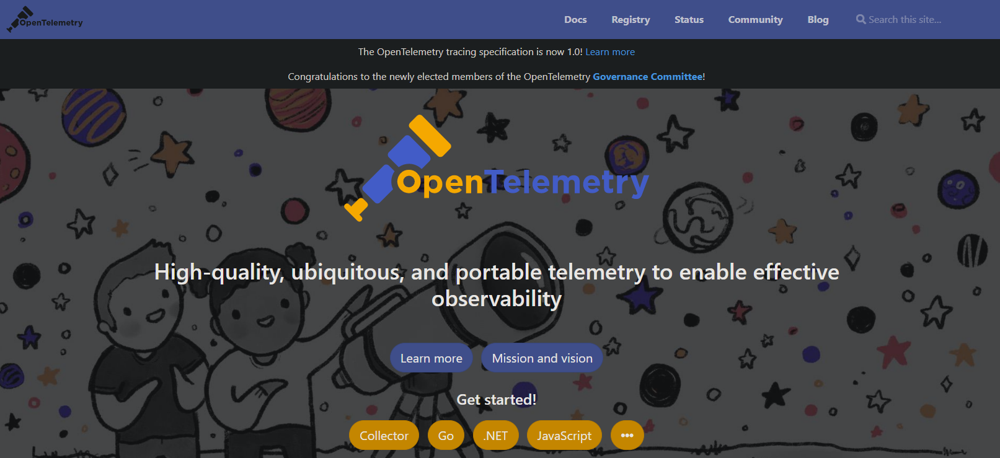 OpenTelemetry
Docs
Registry
Status
Community
Blog
Search this site...
The OpenTelemetry tracing specification is now 1.0! Learn more
Congratulations to the newly elected members of the OpenTelemetry Governance Committee!
OpenTelemetry
High-quality, ubiquitous, and portable telemetry to enable effective
observability
Learn more
Mission and vision
Get started!
Collector
Go
.NET
JavaScript
•••